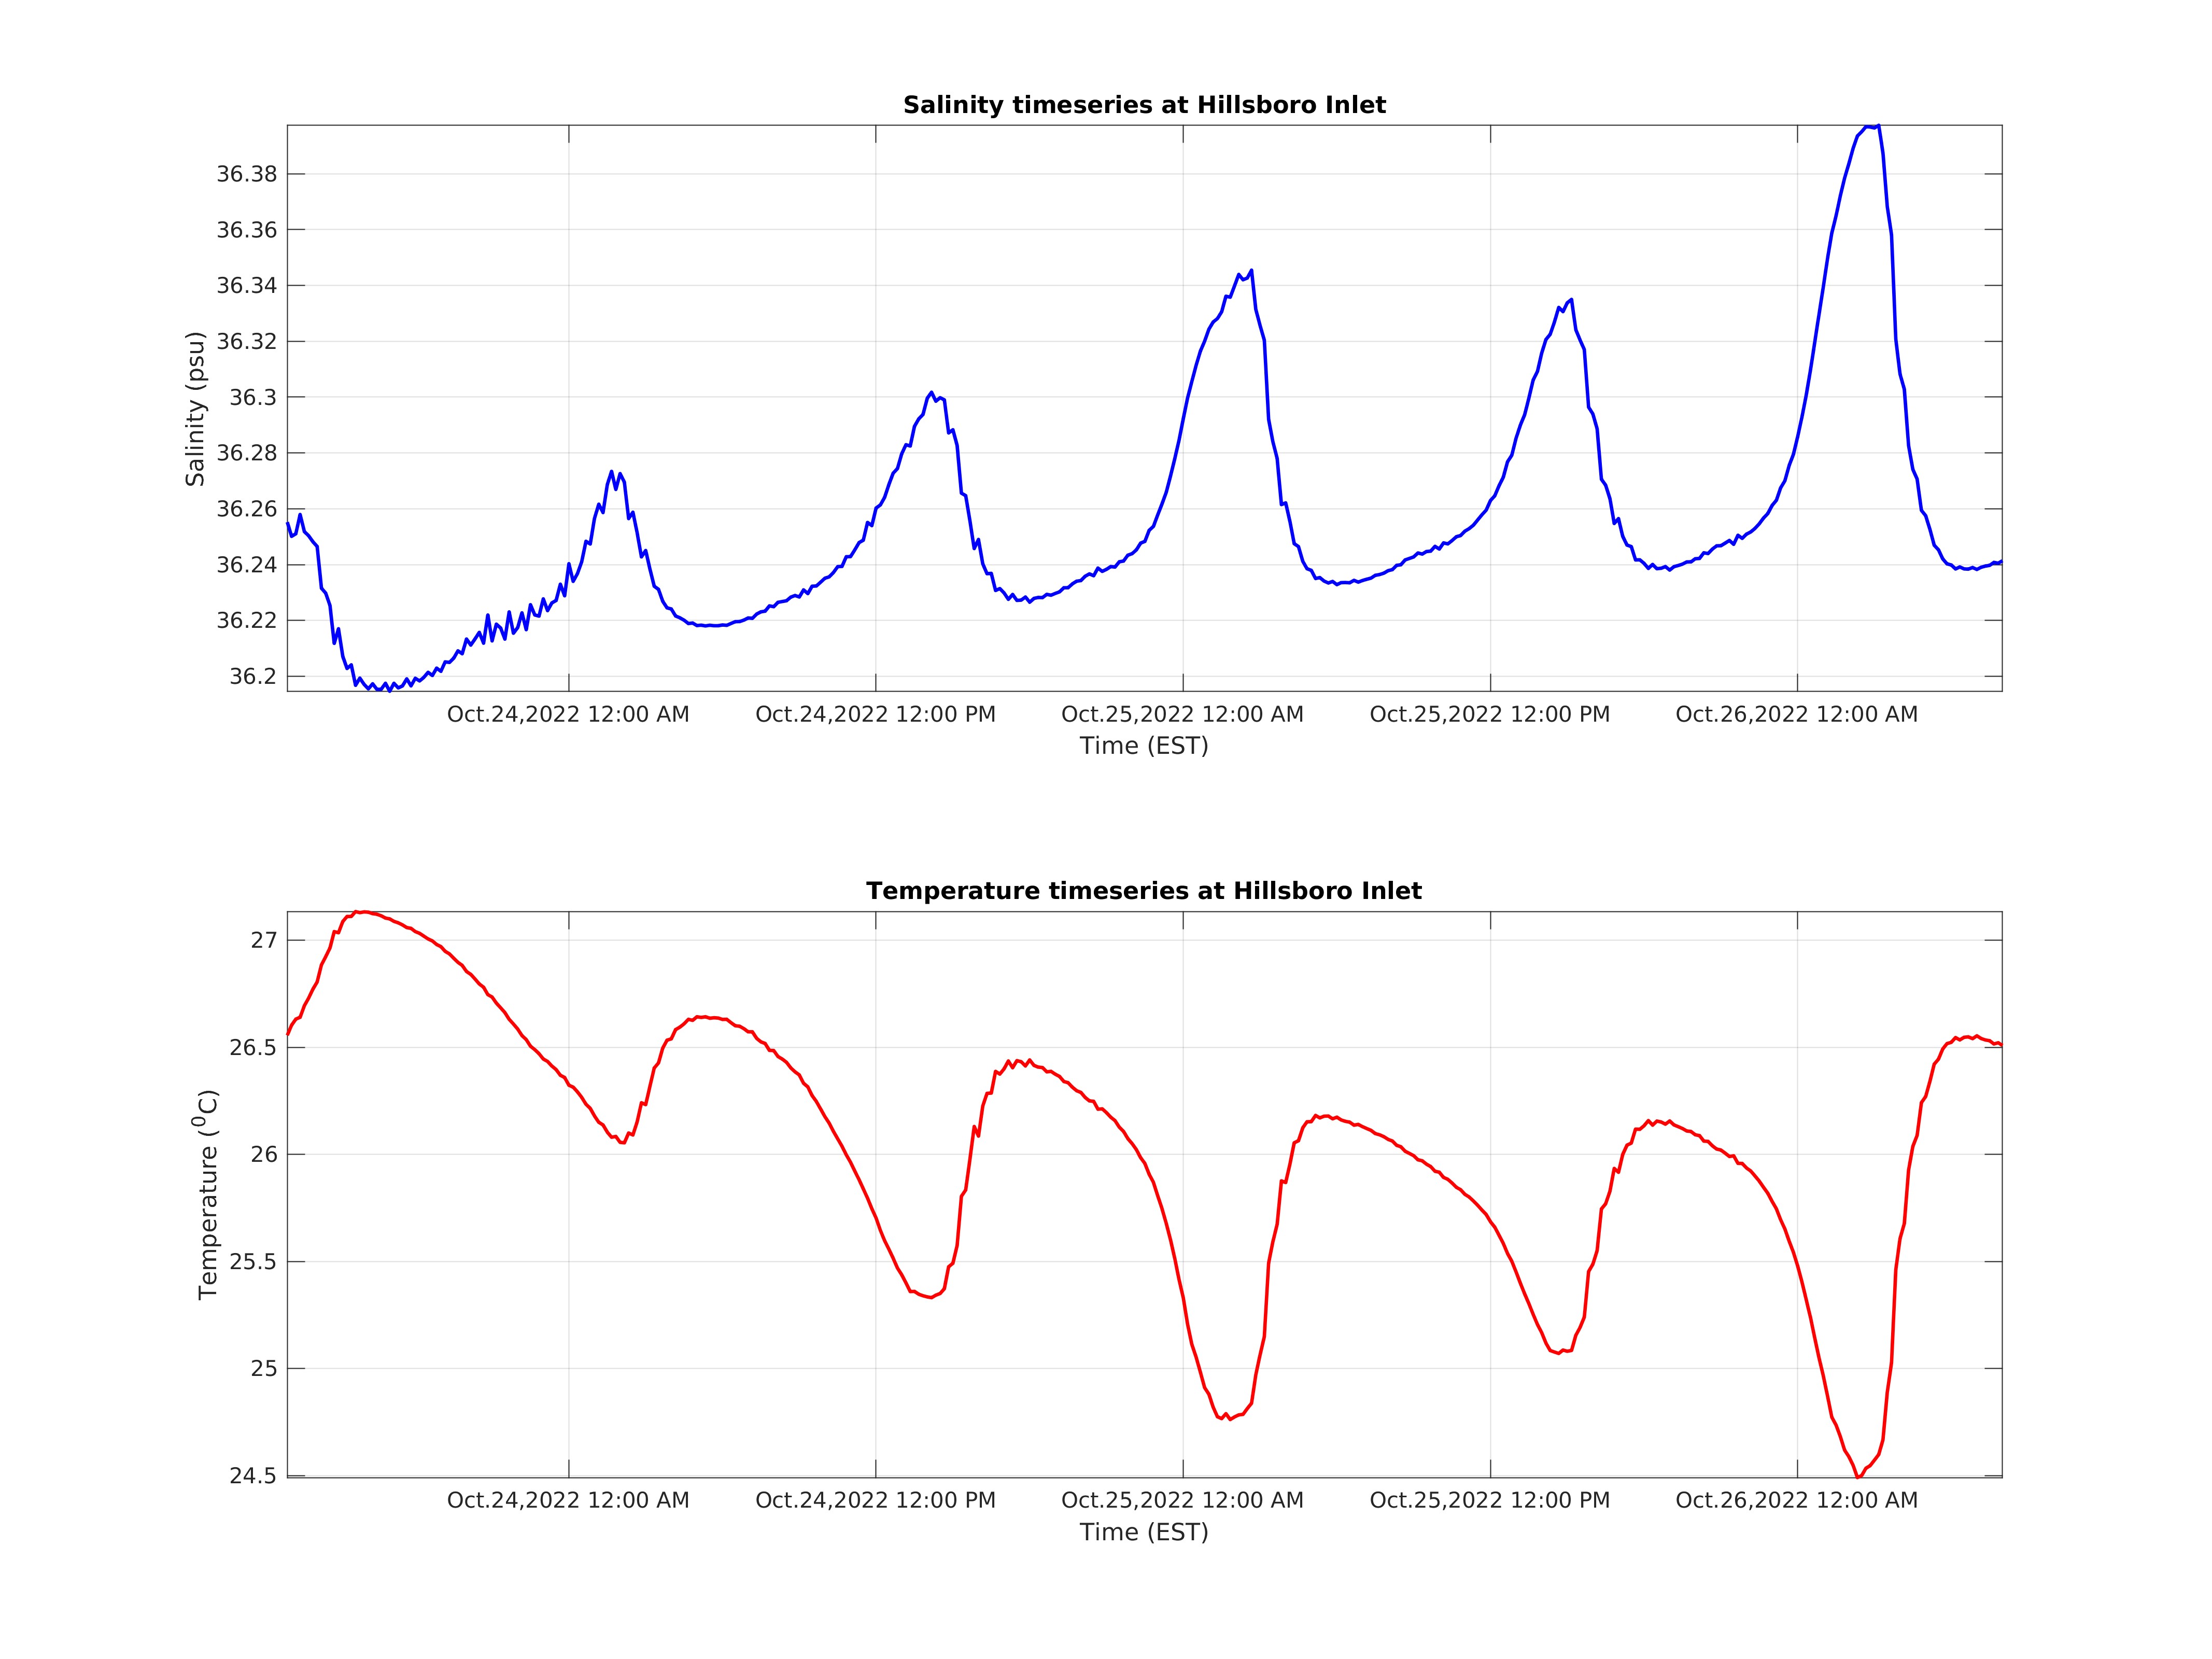 Salinity timeseries at Hillsboro Inlet
36.38
36.36
36.34
36.32
36.3
36.28
36.26
36.24
36.22
36.2
Salinity (psu)
Oct.24,2022 12:00 AM Oct.24,2022 12:00 PM Oct.25,2022 12:00 AM Oct.25,2022 12:00 PM Oct.26,2022 12:00 AM
Time (EST)
Temperature timeseries at Hillsboro Inlet
27
26.5
26
25.5
25
24.5
Temperature (⁰C)
Oct.24,2022 12:00 AM Oct.24,2022 12:00 PM Oct.25,2022 12:00 AM Oct.25,2022 12:00 PM Oct.26,2022 12:00 AM
Time (EST)